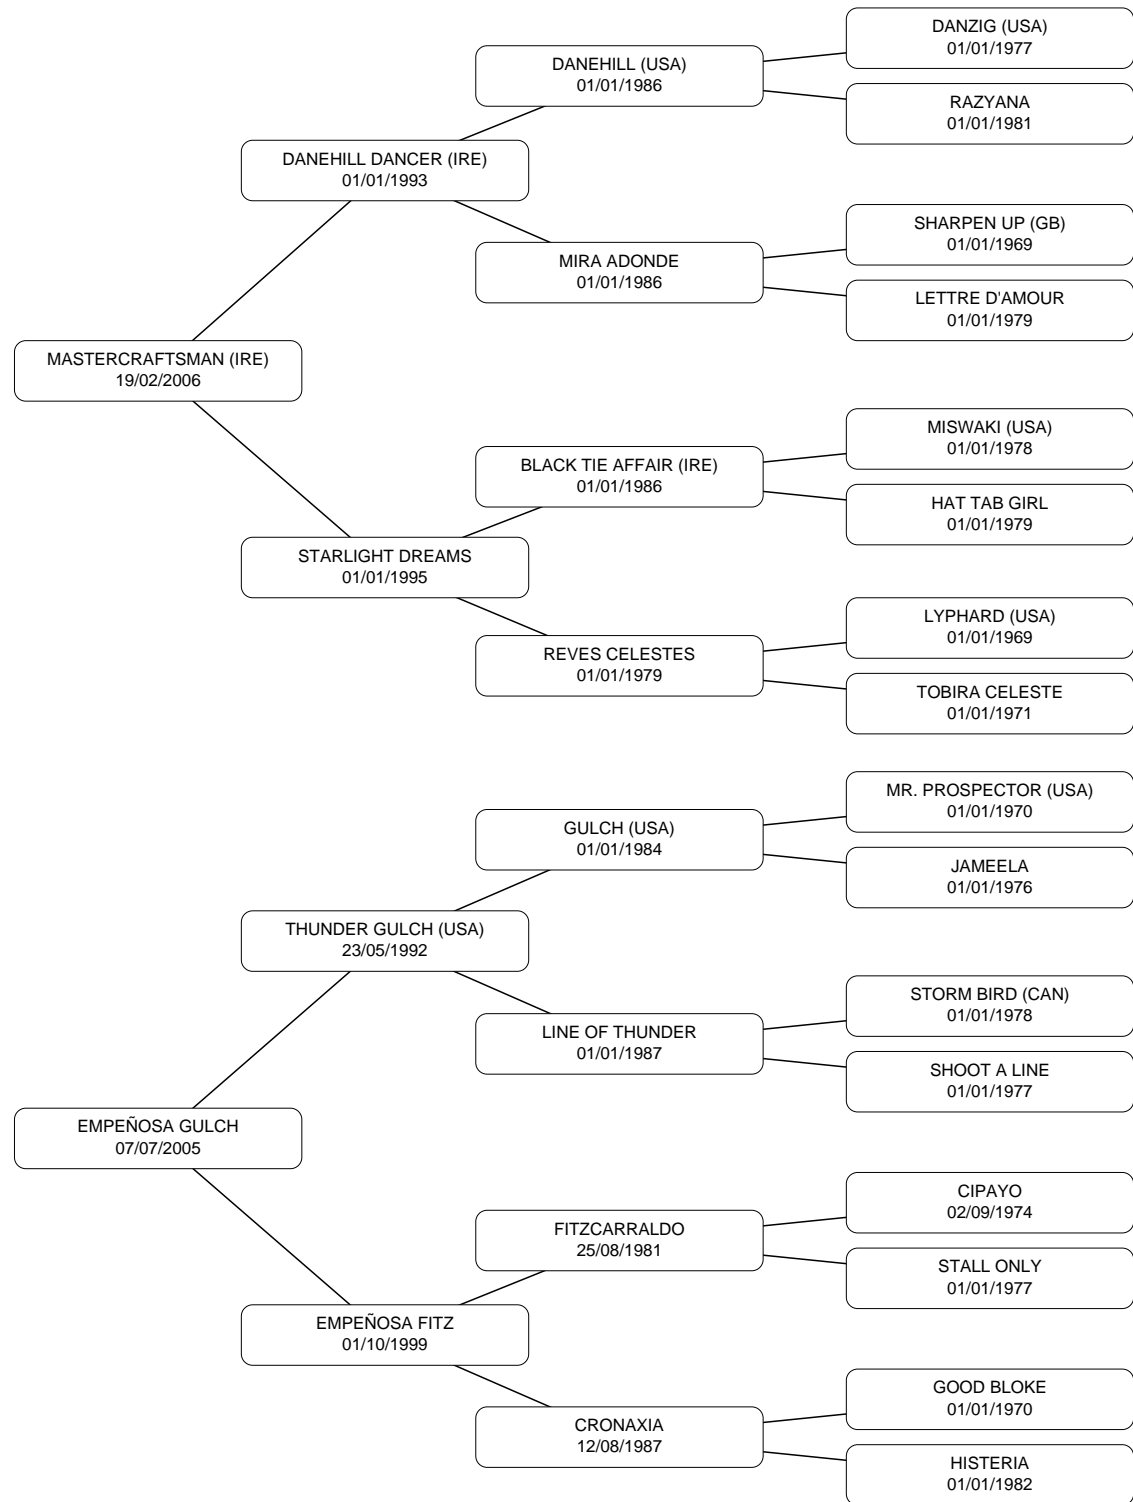 DANZIG (USA)
01/01/1977
DANEHILL (USA)
01/01/1986
RAZYANA
01/01/1981
DANEHILL DANCER (IRE)
01/01/1993
SHARPEN UP (GB)
01/01/1969
MIRA ADONDE
01/01/1986
LETTRE D'AMOUR
01/01/1979
MASTERCRAFTSMAN (IRE)
19/02/2006
MISWAKI (USA)
01/01/1978
BLACK TIE AFFAIR (IRE)
01/01/1986
HAT TAB GIRL
01/01/1979
STARLIGHT DREAMS
01/01/1995
LYPHARD (USA)
01/01/1969
REVES CELESTES
01/01/1979
TOBIRA CELESTE
01/01/1971
MR. PROSPECTOR (USA)
01/01/1970
GULCH (USA)
01/01/1984
JAMEELA
01/01/1976
THUNDER GULCH (USA)
23/05/1992
STORM BIRD (CAN)
01/01/1978
LINE OF THUNDER
01/01/1987
SHOOT A LINE
01/01/1977
EMPEÑOSA GULCH
07/07/2005
CIPAYO
02/09/1974
FITZCARRALDO
25/08/1981
STALL ONLY
01/01/1977
EMPEÑOSA FITZ
01/10/1999
GOOD BLOKE
01/01/1970
CRONAXIA
12/08/1987
HISTERIA
01/01/1982